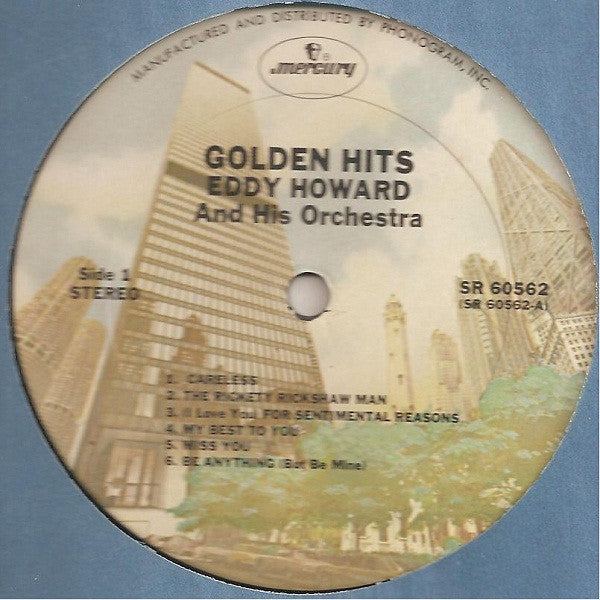 MANUFACTURED AND DISTRIBUTED BY PHONOGRAM, INC.
mercury
GOLDEN HITS
EDDY HOWARD
And His Orchestra
Side 1
STEREO
SR 60562
(SR 60562-A)
1. CARELESS
2. THE RICKETY RICKSHAW MAN
3. (I Love You) FOR SENTIMENTAL REASONS
4. MY BEST TO YOU
5. MISS YOU
6. BE ANYTHING (But Be Mine)